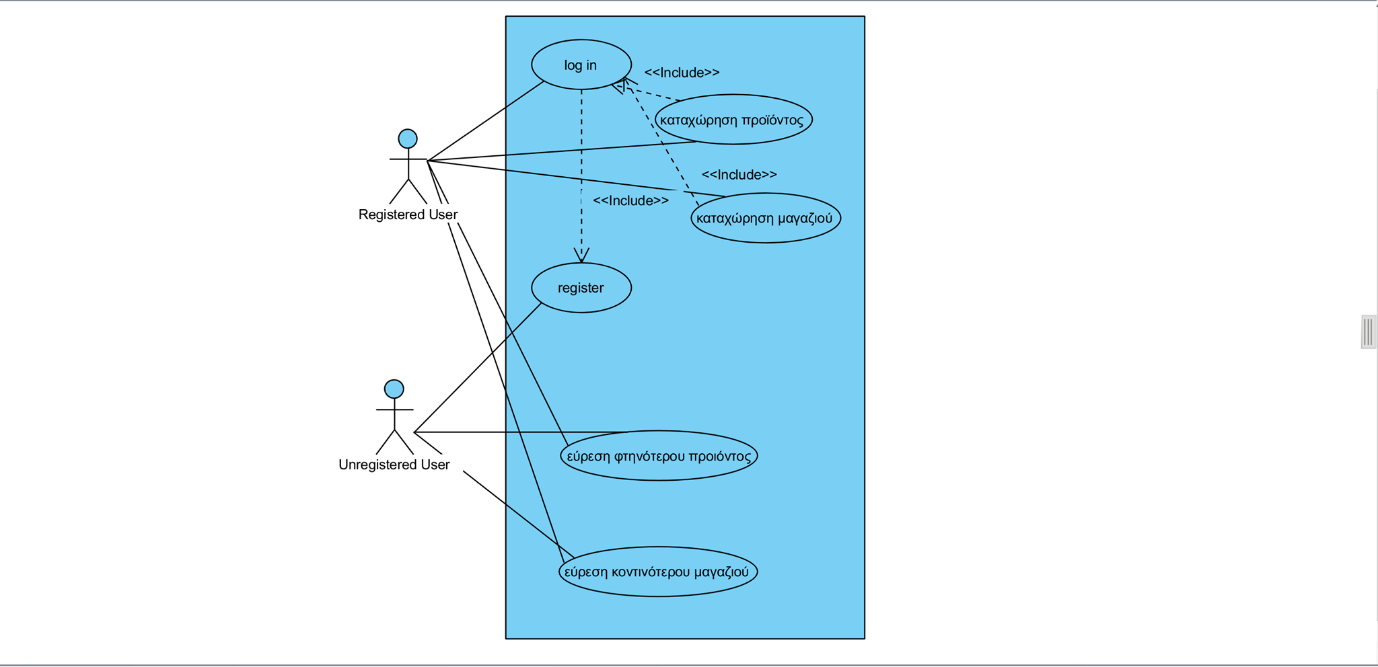 log in
<<Include>>
καταχώρηση προϊόντος
<<Include>>
<<Include>>
Registered User
καταχώρηση μαγαζιού
register
εύρεση φτηνότερου προιόντος
Unregistered User
εύρεση κοντινότερου μαγαζιού